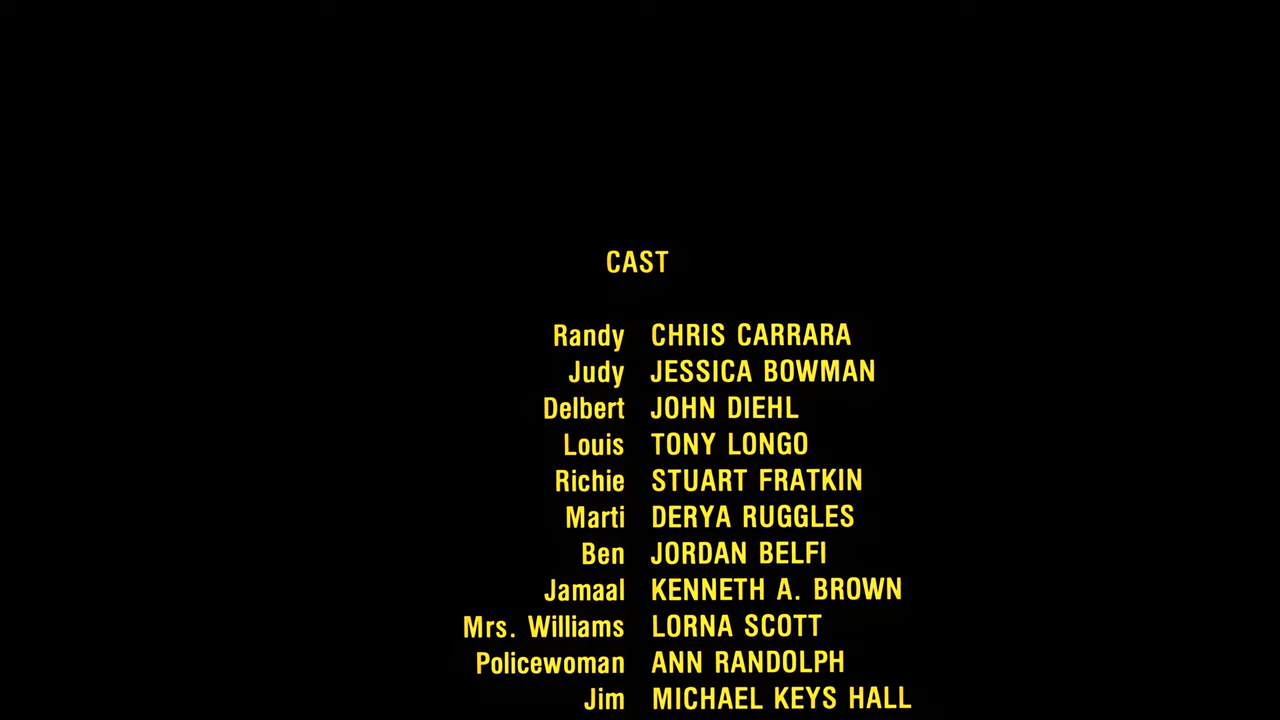 CAST
Randy CHRIS CARRARA
Judy JESSICA BOWMAN
Delbert JOHN DIEHL
Louis TONY LONGO
Richie STUART FRATKIN
Marti DERYA RUGGLES
Ben JORDAN BELFI
Jamaal KENNETH A. BROWN
Mrs. Williams LORNA SCOTT
Policewoman ANN RANDOLPH
Jim MICHAEL KEYS HALL